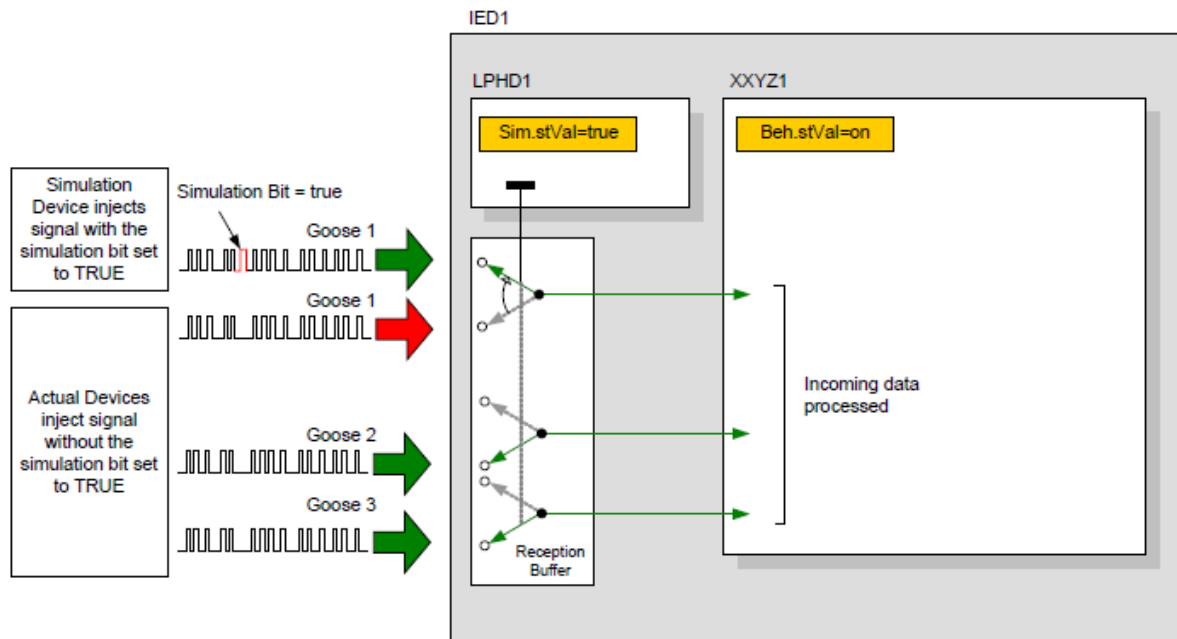 IED1
LPHD1
XXYZ1
Sim.stVal=true
Beh.stVal=on
Simulation
Device injects
signal with the
simulation bit set
to TRUE
Simulation Bit = true
Goose 1
Goose 1
Actual Devices
inject signal
without the
simulation bit set
to TRUE
Goose 2
Goose 3
Incoming data
processed
Reception
Buffer